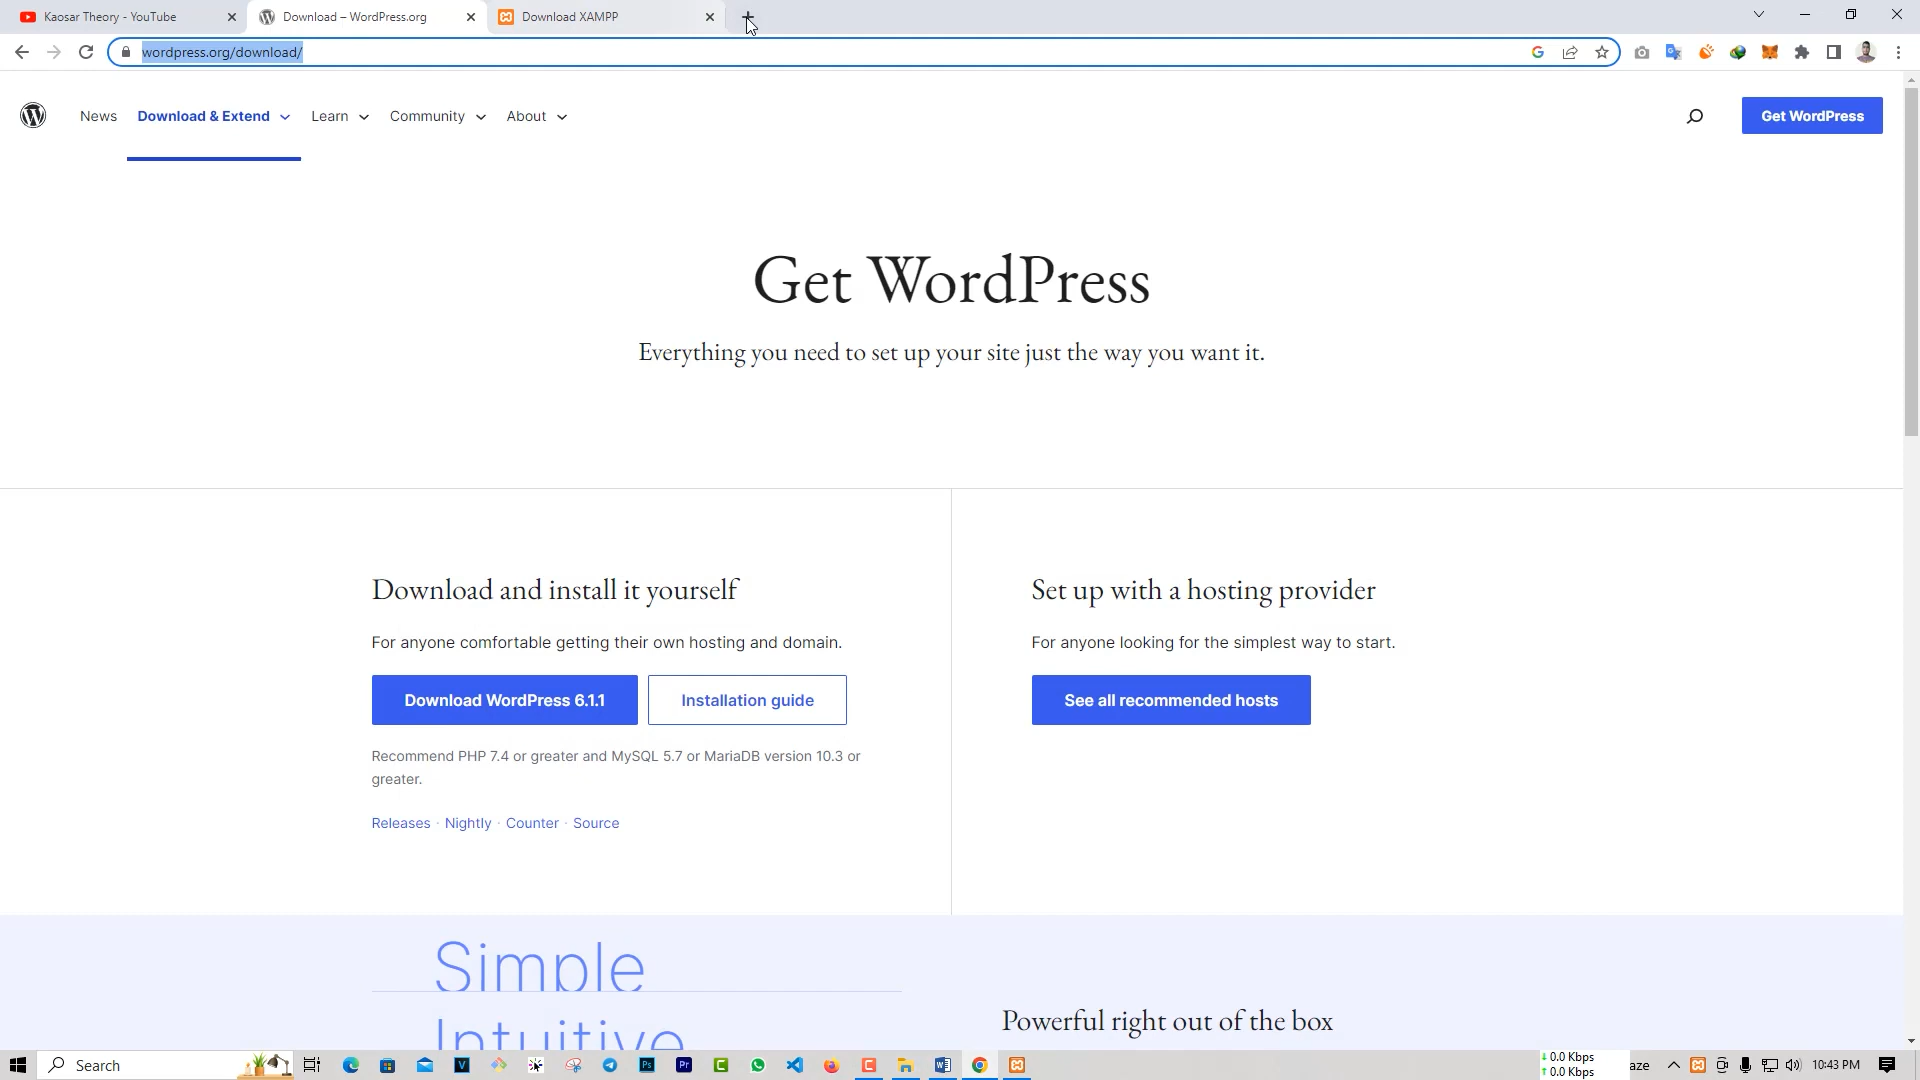 Kaosar Theory - YouTube
Download – WordPress.org
Download XAMPP
wordpress.org/download/
News
Download & Extend
Learn
Community
About
Get WordPress
Get WordPress
Everything you need to set up your site just the way you want it.
Download and install it yourself
For anyone comfortable getting their own hosting and domain.
Download WordPress 6.1.1
Installation guide
Recommend PHP 7.4 or greater and MySQL 5.7 or MariaDB version 10.3 or
greater.
Releases · Nightly · Counter · Source
Set up with a hosting provider
For anyone looking for the simplest way to start.
See all recommended hosts
Simple
Intuitive
Powerful right out of the box
Search
↓ 0.0 Kbps
↑ 0.0 Kbps
aze
10:43 PM